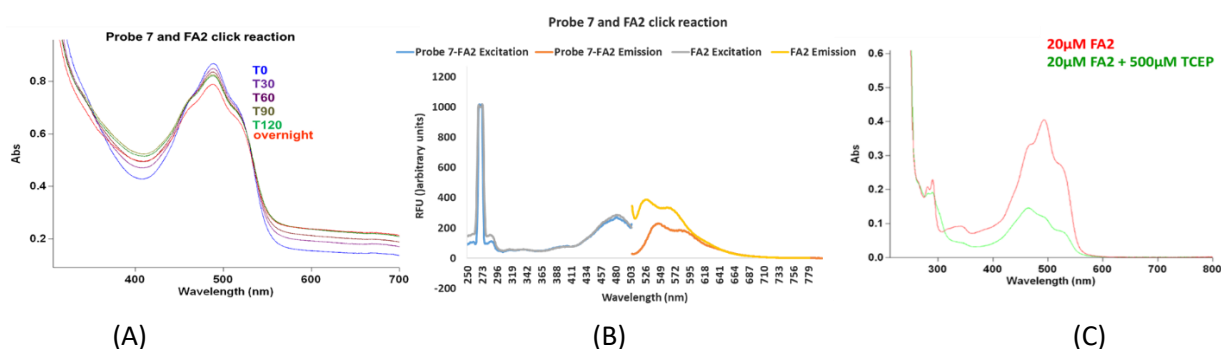 Probe 7 and FA2 click reaction
T0
T30
T60
T90
T120
overnight
Abs
0.8
0.6
0.4
0.2
400 500 600 700
Wavelength (nm)
(A)
Probe 7 and FA2 click reaction
Probe 7-FA2 Excitation Probe 7-FA2 Emission FA2 Excitation FA2 Emission
RFU ()arbitrary units)
1200
1000
800
600
400
200
0
-200
250 273 296 319 342 365 388 411 434 457 480 503 526 549 572 595 618 641 664 687 710 733 756 779
Wavelength (nm)
(B)
20μM FA2
20μM FA2 + 500μM TCEP
Abs
0.6
0.5
0.4
0.3
0.2
0.1
0.0
300 400 500 600 700 800
Wavelength (nm)
(C)